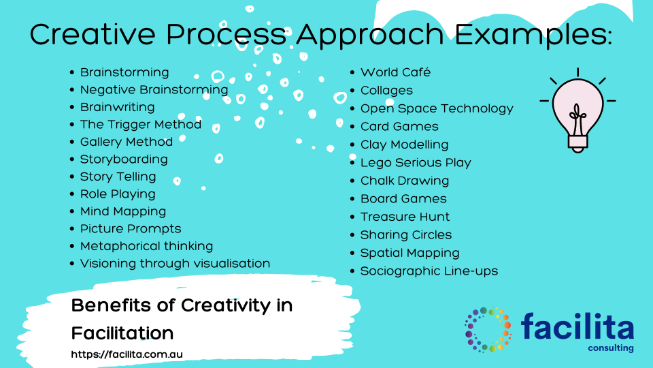 Creative Process Approach Examples:
• Brainstorming
• Negative Brainstorming
• Brainwriting
• The Trigger Method
• Gallery Method
• Storyboarding
• Story Telling
• Role Playing
• Mind Mapping
• Picture Prompts
• Metaphorical thinking
• Visioning through visualisation
• World Café
• Collages
• Open Space Technology
• Card Games
• Clay Modelling
• Lego Serious Play
• Chalk Drawing
• Board Games
• Treasure Hunt
• Sharing Circles
• Spatial Mapping
• Sociographic Line-ups
Benefits of Creativity in
Facilitation
https://facilita.com.au
facilita
consulting